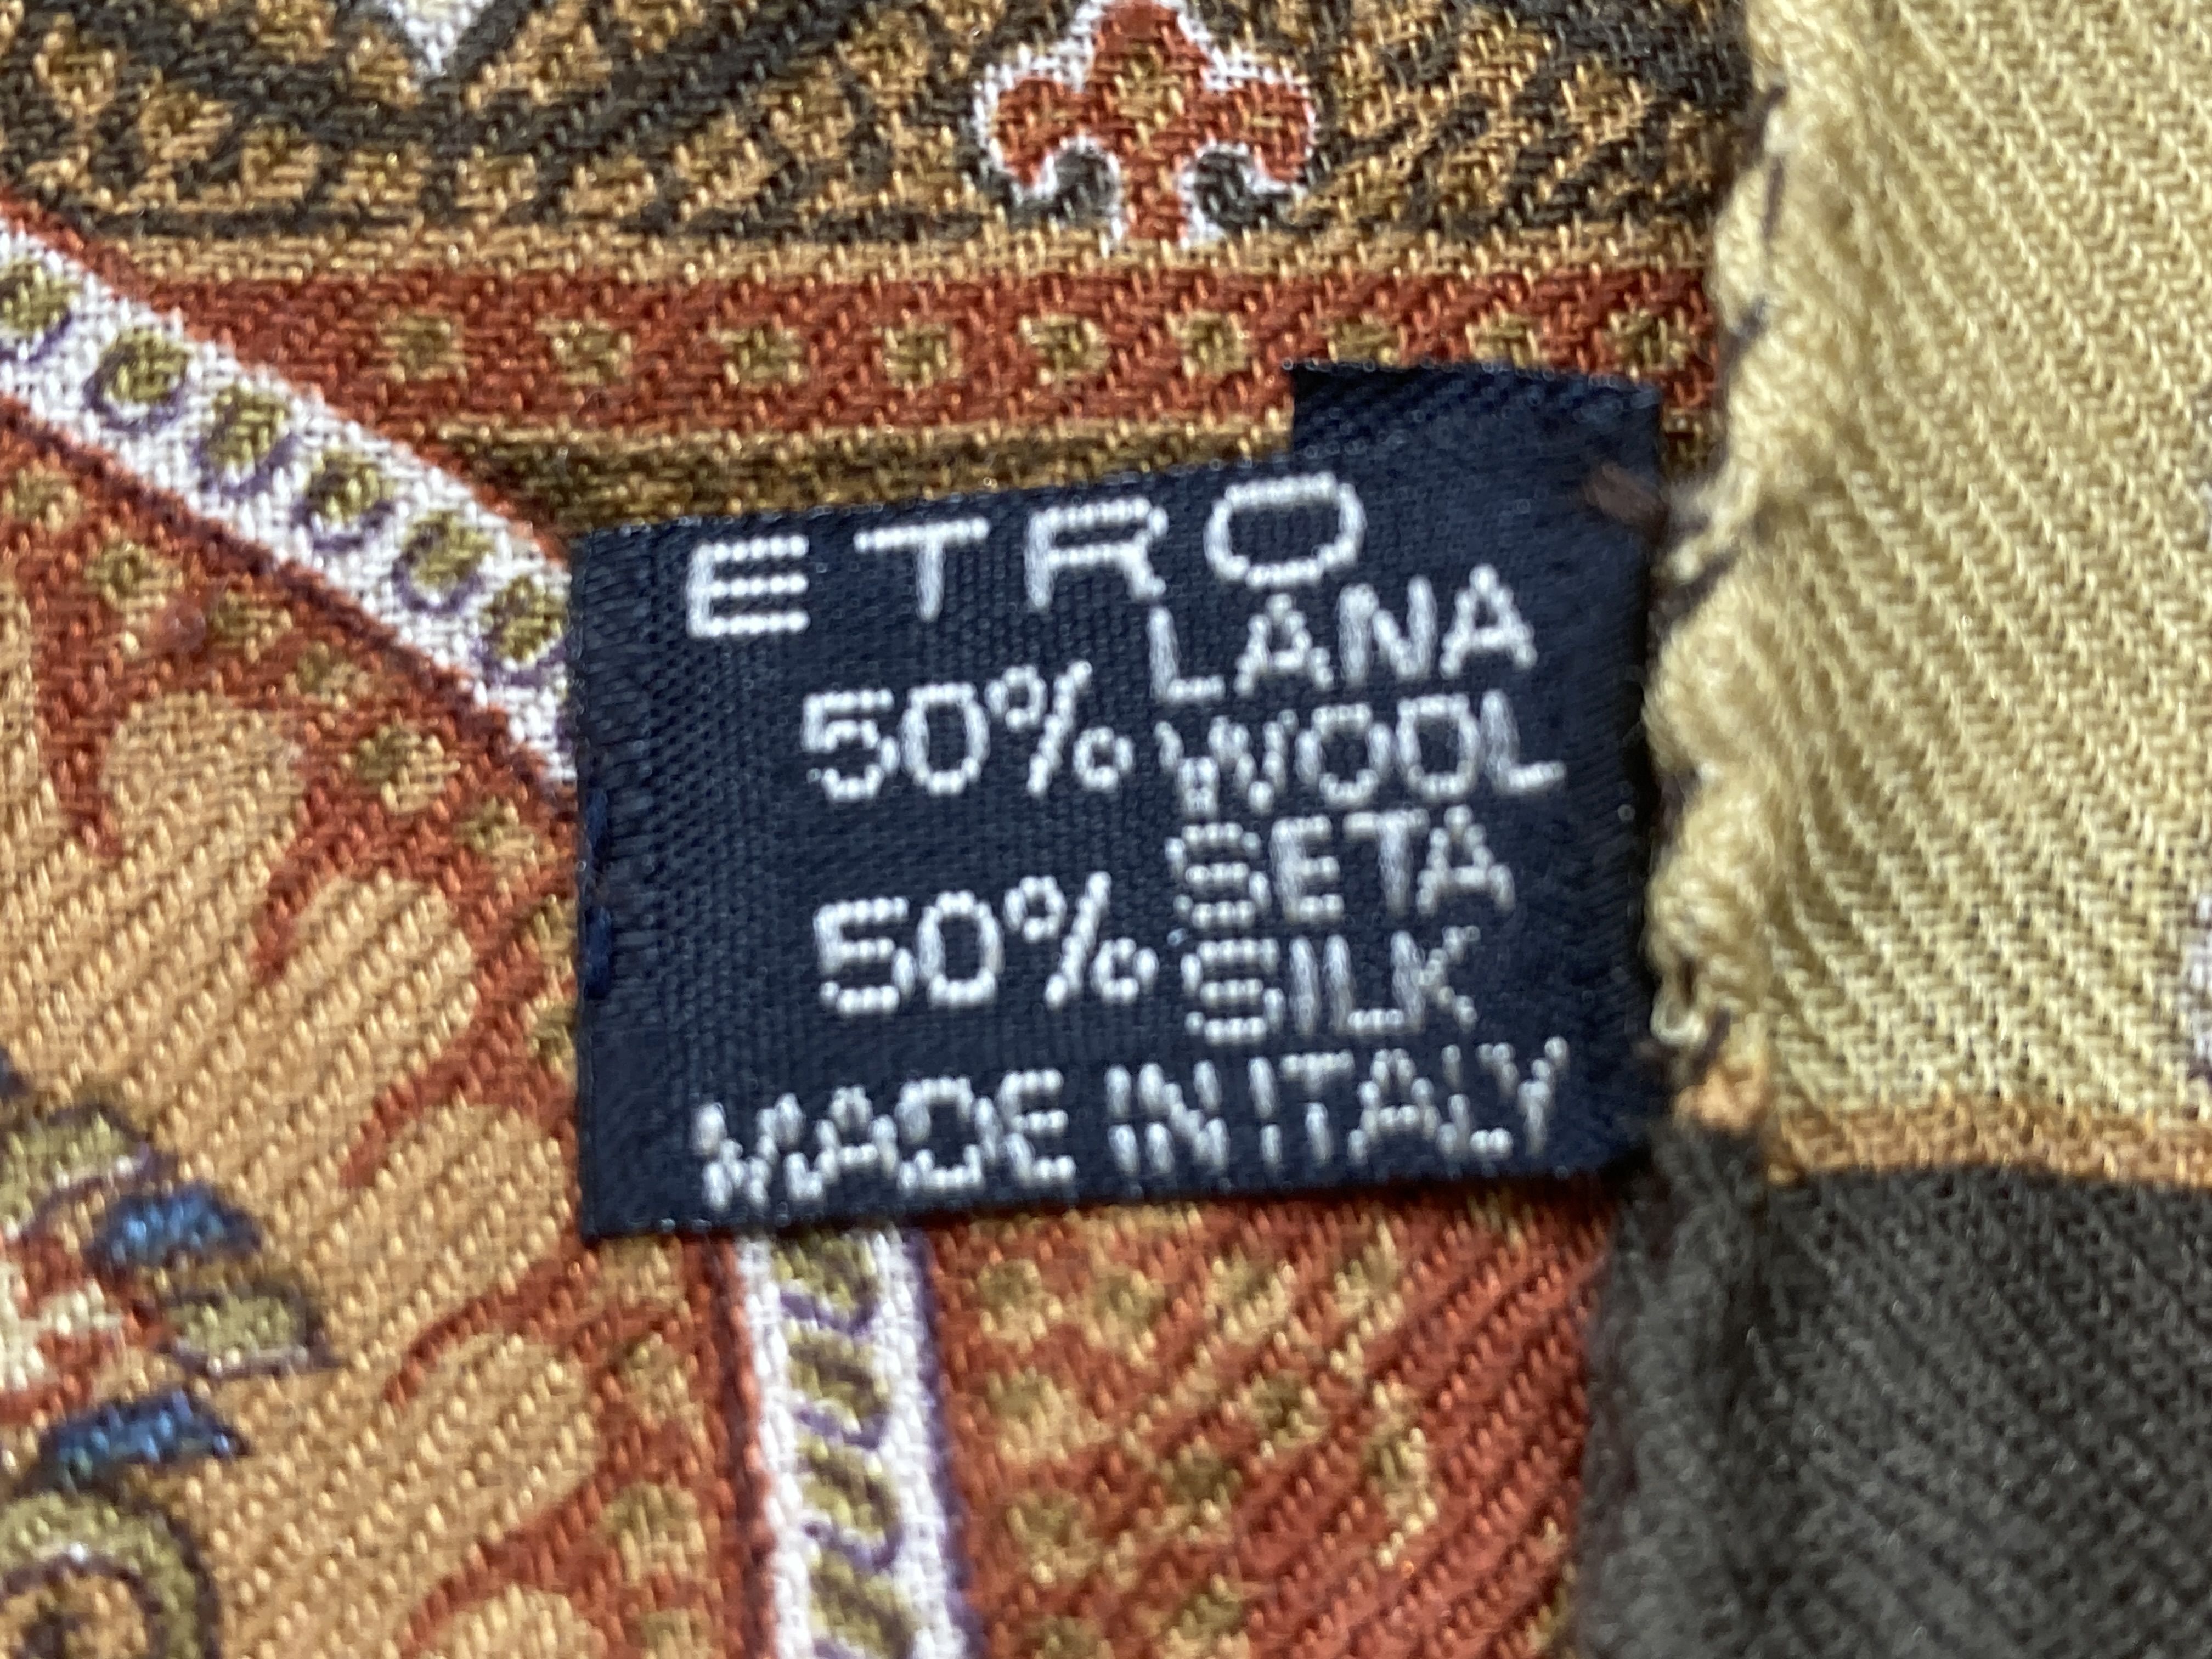 ETRO
LANA
50% WOOL
SETA
50% SILK
MADE IN ITALY